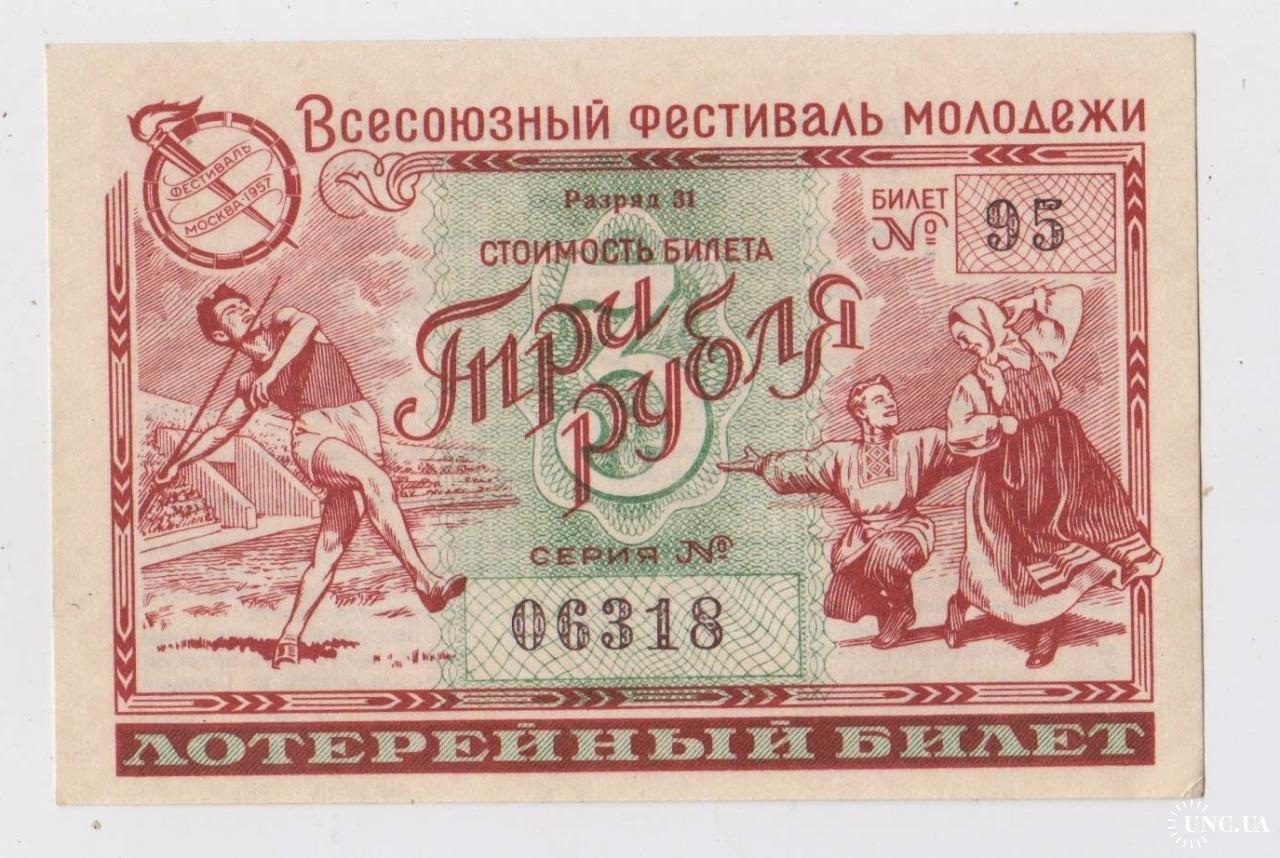 Всесоюзный фестиваль молодежи
ФЕСТИВАЛЬ
МОСКВА-1957
Разряд 31
СТОИМОСТЬ БИЛЕТА
3
Три рубля
БИЛЕТ
№ 95
СЕРИЯ №
06318
ЛОТЕРЕЙНЫЙ БИЛЕТ
UNC.UA